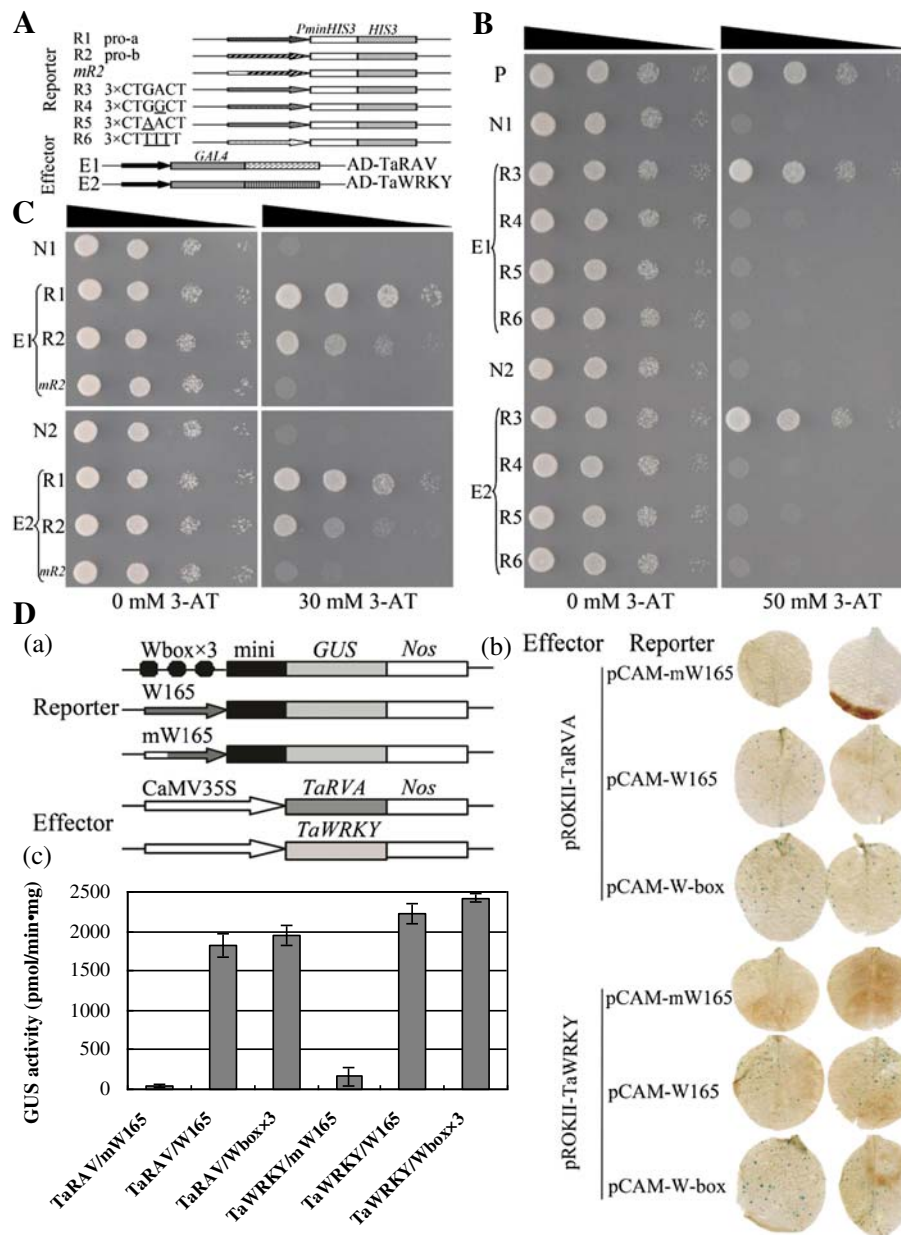 A
PminHIS3 HIS3
Reporter
R1 pro-a
R2 pro-b
mR2
R3 3×CTGACT
R4 3×CTGGCT
R5 3×CTAACT
R6 3×CTTTTT
Effector
GAL4
E1 AD-TaRAV
E2 AD-TaWRKY
B
P
N1
E1
R3
R4
R5
R6
N2
E2
R3
R4
R5
R6
0 mM 3-AT 50 mM 3-AT
C
N1
E1
R1
R2
mR2
N2
E2
R1
R2
mR2
0 mM 3-AT 30 mM 3-AT
D
(a)
Wbox×3 mini GUS Nos
Reporter
W165
mW165
CaMV35S TaRVA Nos
Effector
TaWRKY
(b)
Effector Reporter
pROKII-TaRVA
pCAM-mW165
pCAM-W165
pCAM-W-box
pROKII-TaWRKY
pCAM-mW165
pCAM-W165
pCAM-W-box
(c)
GUS activity (pmol/min•mg)
2500
2000
1500
1000
500
0
TaRAV/mW165
TaRAV/W165
TaRAV/Wbox×3
TaWRKY/mW165
TaWRKY/W165
TaWRKY/Wbox×3